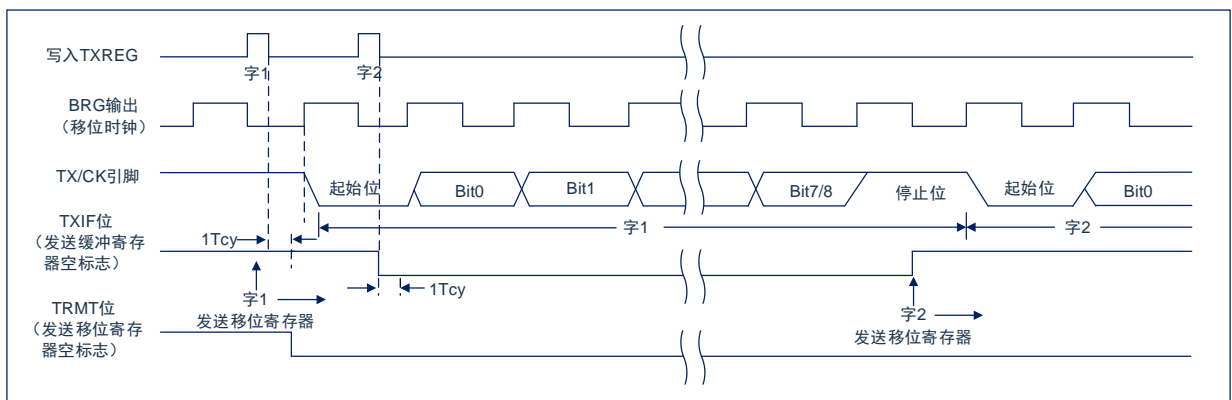 写入TXREG
字1
字2
BRG输出
（移位时钟）
TX/CK引脚
起始位
Bit0
Bit1
Bit7/8
停止位
起始位
Bit0
TXIF位
（发送缓冲寄存
器空标志）
1Tcy
字1
字2
1Tcy
字1
发送移位寄存器
字2
发送移位寄存器
TRMT位
（发送移位寄存
器空标志）